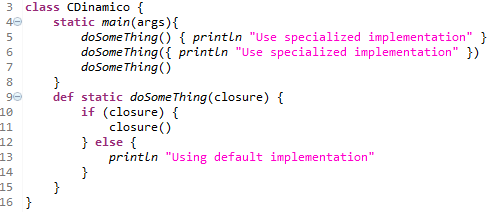 3 class CDinamico {
4 static main(args){
5 doSomeThing() { println "Use specialized implementation" }
6 doSomeThing({ println "Use specialized implementation" })
7 doSomeThing()
8 }
9 def static doSomeThing(closure) {
10 if (closure) {
11 closure()
12 } else {
13 println "Using default implementation"
14 }
15 }
16 }